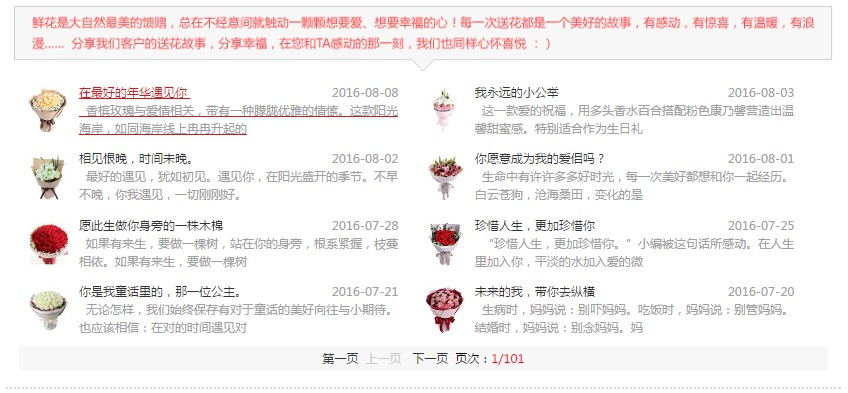 鲜花是大自然最美的馈赠，总在不经意间就触动一颗颗想要爱、想要幸福的心！每一次送花都是一个美好的故事，有感动，有惊喜，有温暖，有浪
漫...... 分享我们客户的送花故事，分享幸福，在您和TA感动的那一刻，我们也同样心怀喜悦 ：）
在最好的年华遇见你 2016-08-08
香槟玫瑰与爱情相关，带有一种朦胧优雅的情愫。这款阳光
海岸，如同海岸线上冉冉升起的
我永远的小公举 2016-08-03
这一款爱的祝福，用多头香水百合搭配粉色康乃馨营造出温
馨甜蜜感。特别适合作为生日礼
相见恨晚，时间未晚。 2016-08-02
最好的遇见，犹如初见。遇见你，在阳光盛开的季节。不早
不晚，你我遇见，一切刚刚好。
你愿意成为我的爱侣吗？ 2016-08-01
生命中有许许多多好时光，每一次美好都想和你一起经历。
白云苍狗，沧海桑田，变化的是
愿此生做你身旁的一株木棉 2016-07-28
如果有来生，要做一棵树，站在你的身旁，根系紧握，枝蔓
相依。如果有来生，要做一棵树
珍惜人生，更加珍惜你 2016-07-25
“珍惜人生，更加珍惜你。”小编被这句话所感动。在人生
里加入你，平淡的水加入爱的微
你是我童话里的，那一位公主。 2016-07-21
无论怎样，我们始终保存有对于童话的美好向往与小期待。
也应该相信：在对的时间遇见对
未来的我，带你去纵横 2016-07-20
生病时，妈妈说：别吓妈妈。吃饭时，妈妈说：别管妈妈。
结婚时，妈妈说：别念妈妈。妈
第一页 上一页 下一页 页次：1/101